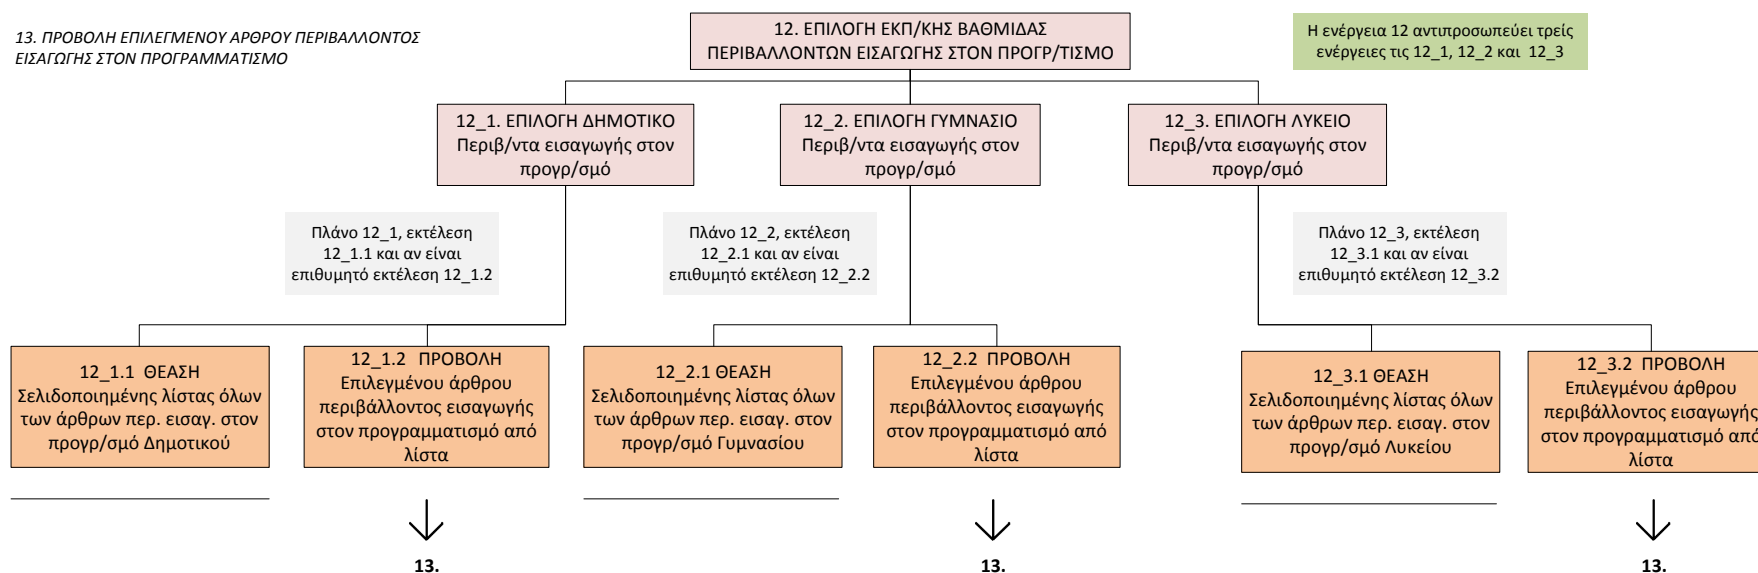 13. ΠΡΟΒΟΛΗ ΕΠΙΛΕΓΜΕΝΟΥ ΑΡΘΡΟΥ ΠΕΡΙΒΑΛΛΟΝΤΟΣ
ΕΙΣΑΓΩΓΗΣ ΣΤΟΝ ΠΡΟΓΡΑΜΜΑΤΙΣΜΟ
12. ΕΠΙΛΟΓΗ ΕΚΠ/ΚΗΣ ΒΑΘΜΙΔΑΣ
ΠΕΡΙΒΑΛΛΟΝΤΩΝ ΕΙΣΑΓΩΓΗΣ ΣΤΟΝ ΠΡΟΓΡ/ΤΙΣΜΟ
Η ενέργεια 12 αντιπροσωπεύει τρείς
ενέργειες τις 12_1, 12_2 και 12_3
12_1. ΕΠΙΛΟΓΗ ΔΗΜΟΤΙΚΟ
Περιβ/ντα εισαγωγής στον
προγρ/σμό
12_2. ΕΠΙΛΟΓΗ ΓΥΜΝΑΣΙΟ
Περιβ/ντα εισαγωγής στον
προγρ/σμό
12_3. ΕΠΙΛΟΓΗ ΛΥΚΕΙΟ
Περιβ/ντα εισαγωγής στον
προγρ/σμό
Πλάνο 12_1, εκτέλεση
12_1.1 και αν είναι
επιθυμητό εκτέλεση 12_1.2
Πλάνο 12_2, εκτέλεση
12_2.1 και αν είναι
επιθυμητό εκτέλεση 12_2.2
Πλάνο 12_3, εκτέλεση
12_3.1 και αν είναι
επιθυμητό εκτέλεση 12_3.2
12_1.1 ΘΕΑΣΗ
Σελιδοποιημένης λίστας όλων
των άρθρων περ. εισαγ. στον
προγρ/σμό Δημοτικού
12_1.2 ΠΡΟΒΟΛΗ
Επιλεγμένου άρθρου
περιβάλλοντος εισαγωγής
στον προγραμματισμό από
λίστα
12_2.1 ΘΕΑΣΗ
Σελιδοποιημένης λίστας όλων
των άρθρων περ. εισαγ. στον
προγρ/σμό Γυμνασίου
12_2.2 ΠΡΟΒΟΛΗ
Επιλεγμένου άρθρου
περιβάλλοντος εισαγωγής
στον προγραμματισμό από
λίστα
12_3.1 ΘΕΑΣΗ
Σελιδοποιημένης λίστας όλων
των άρθρων περ. εισαγ. στον
προγρ/σμό Λυκείου
12_3.2 ΠΡΟΒΟΛΗ
Επιλεγμένου άρθρου
περιβάλλοντος εισαγωγής
στον προγραμματισμό από
λίστα
13.
13.
13.